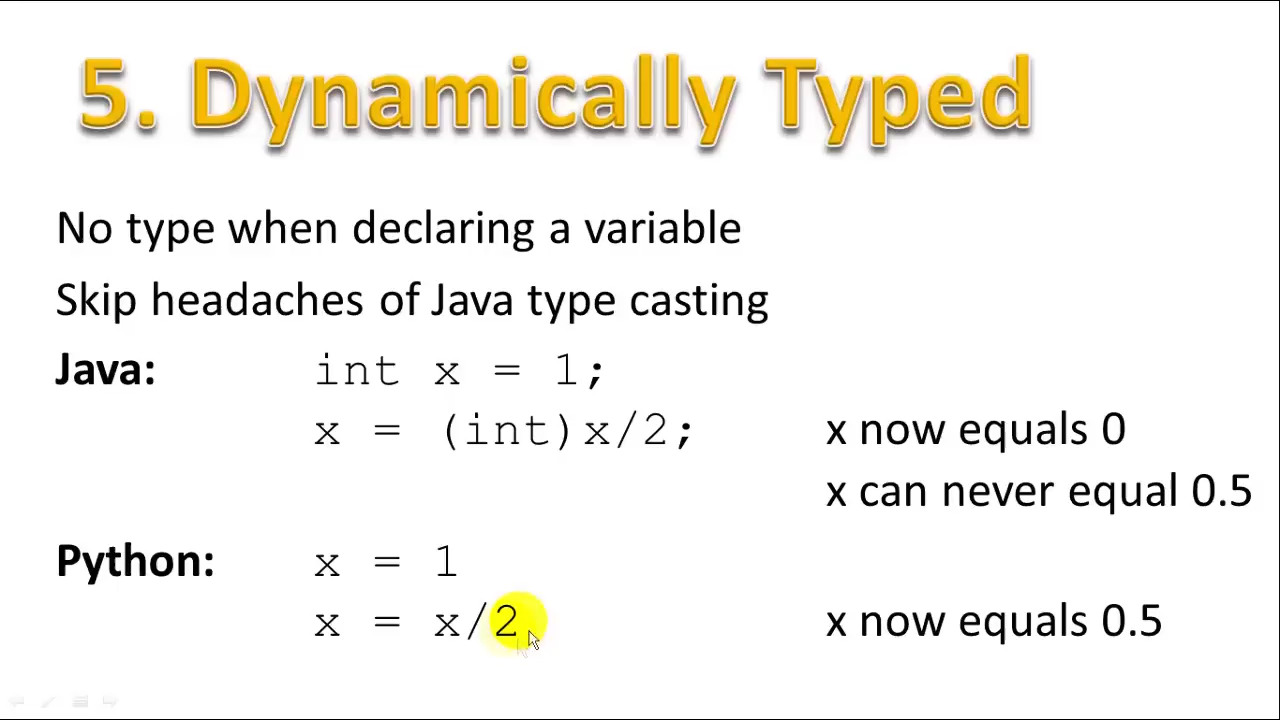 5. Dynamically Typed
No type when declaring a variable
Skip headaches of Java type casting
Java: int x = 1;
x = (int)x/2; x now equals 0
x can never equal 0.5
Python: x = 1
x = x/2 x now equals 0.5